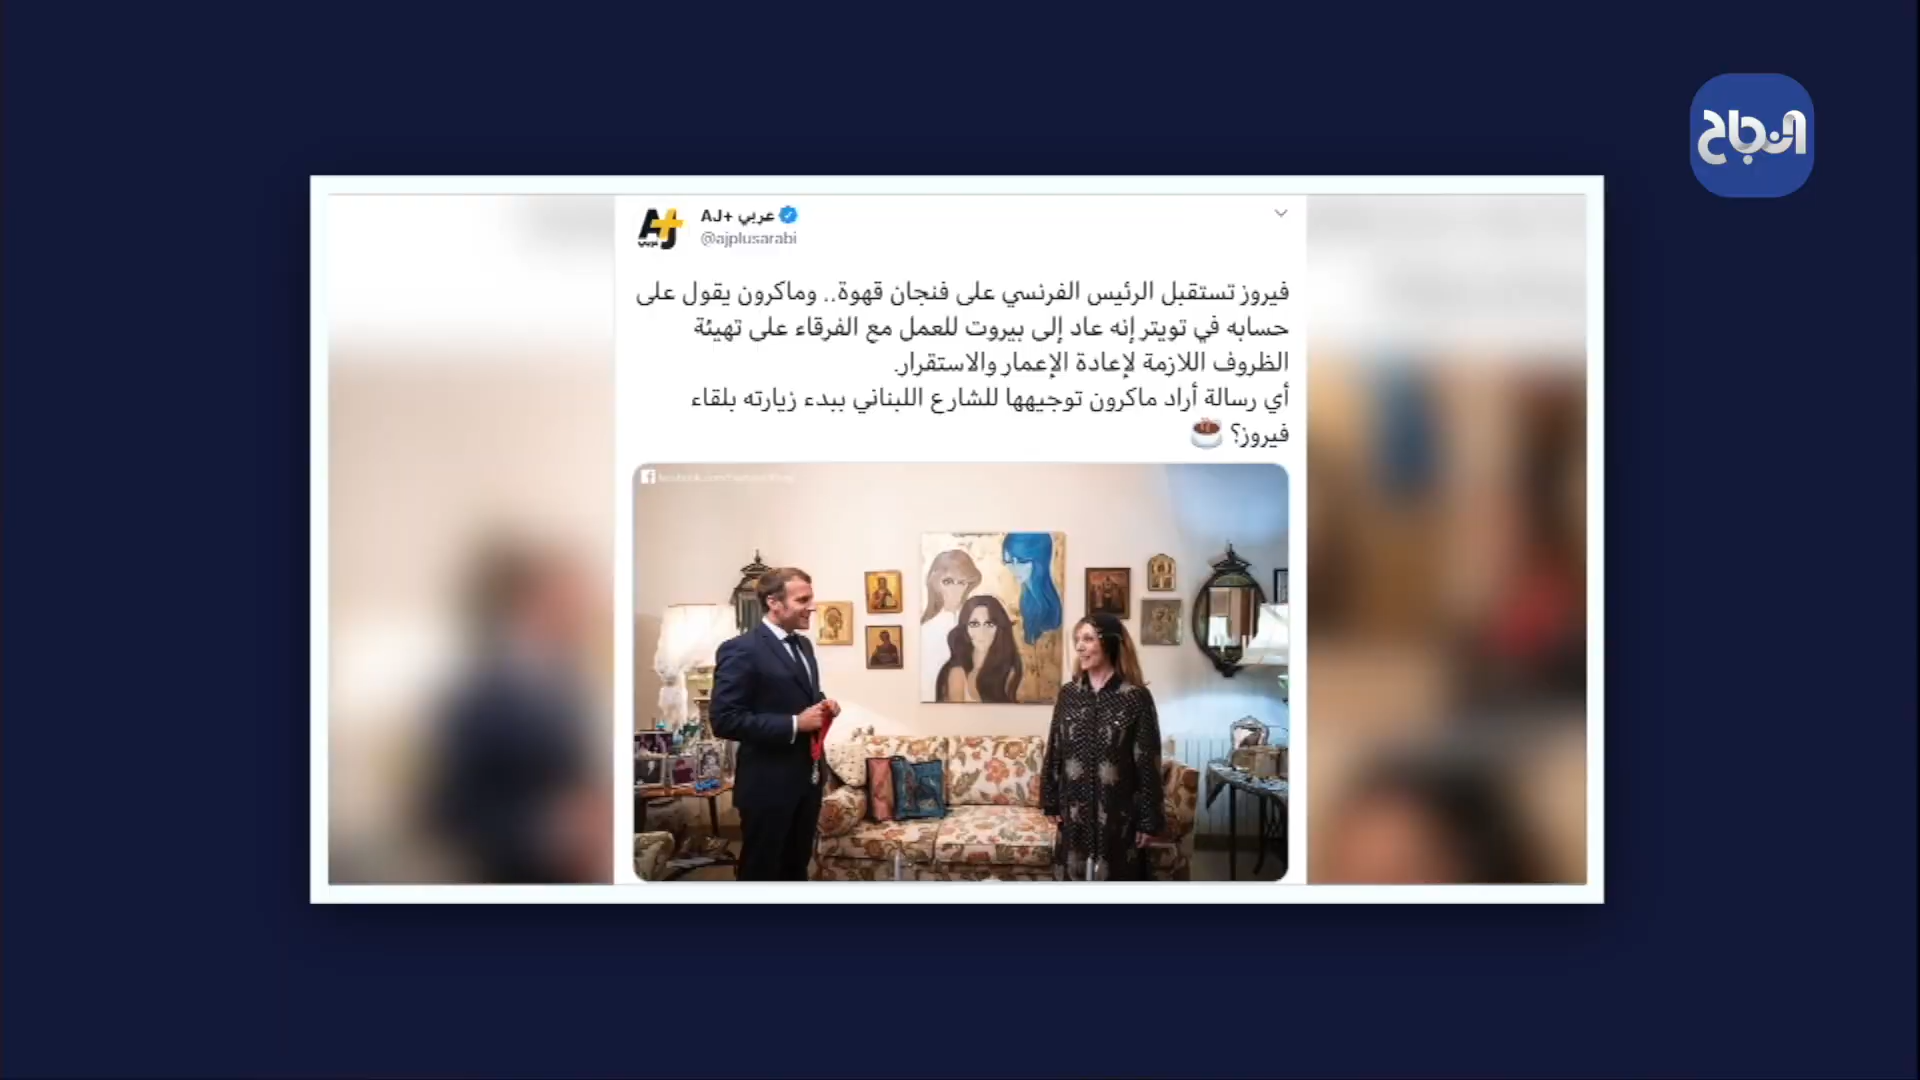 النجاح
AJ+ عربي
@ajplusarabi
فيروز تستقبل الرئيس الفرنسي على فنجان قهوة.. وماكرون يقول على
حسابه في تويتر إنه عاد إلى بيروت للعمل مع الفرقاء على تهيئة
الظروف اللازمة لإعادة الإعمار والاستقرار.
أي رسالة أراد ماكرون توجيهها للشارع اللبناني ببدء زيارته بلقاء
فيروز؟